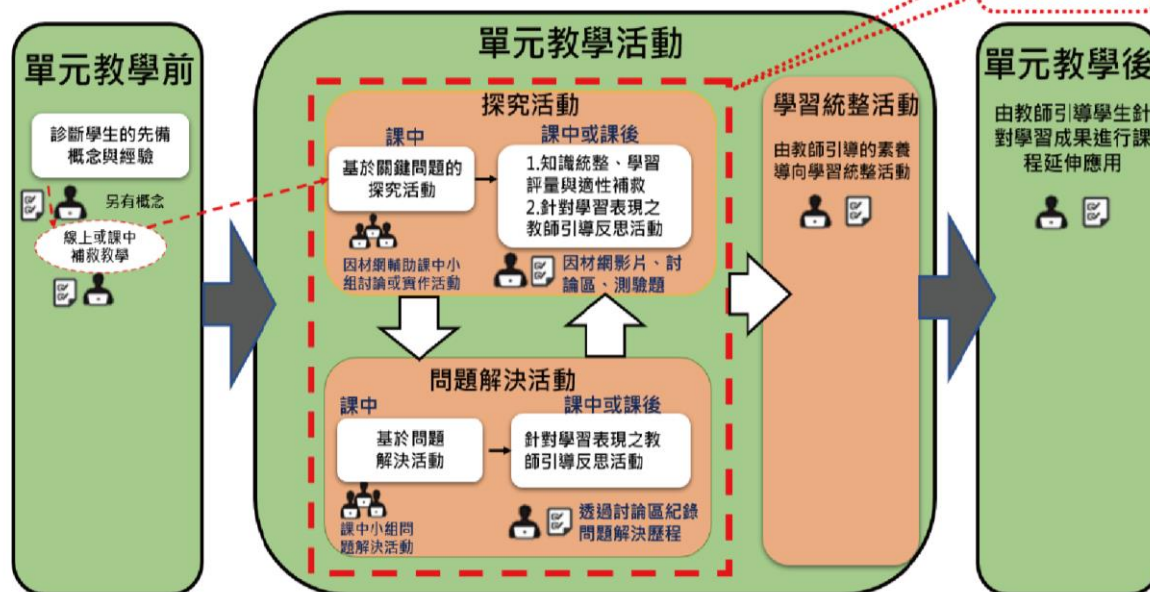 單元教學前
診斷學生的先備
概念與經驗
另有概念
線上或課中
補救教學
單元教學活動
探究活動
課中
基於關鍵問題的
探究活動
因材網輔助課中小
組討論或實作活動
課中或課後
1.知識統整、學習
評量與適性補救
2.針對學習表現之
教師引導反思活動
因材網影片、討
論區、測驗題
問題解決活動
課中
基於問題
解決活動
課中小組問
題解決活動
課中或課後
針對學習表現之教
師引導反思活動
透過討論區紀錄
問題解決歷程
學習統整活動
由教師引導的素養
導向學習統整活動
單元教學後
由教師引導學生針
對學習成果進行課
程延伸應用